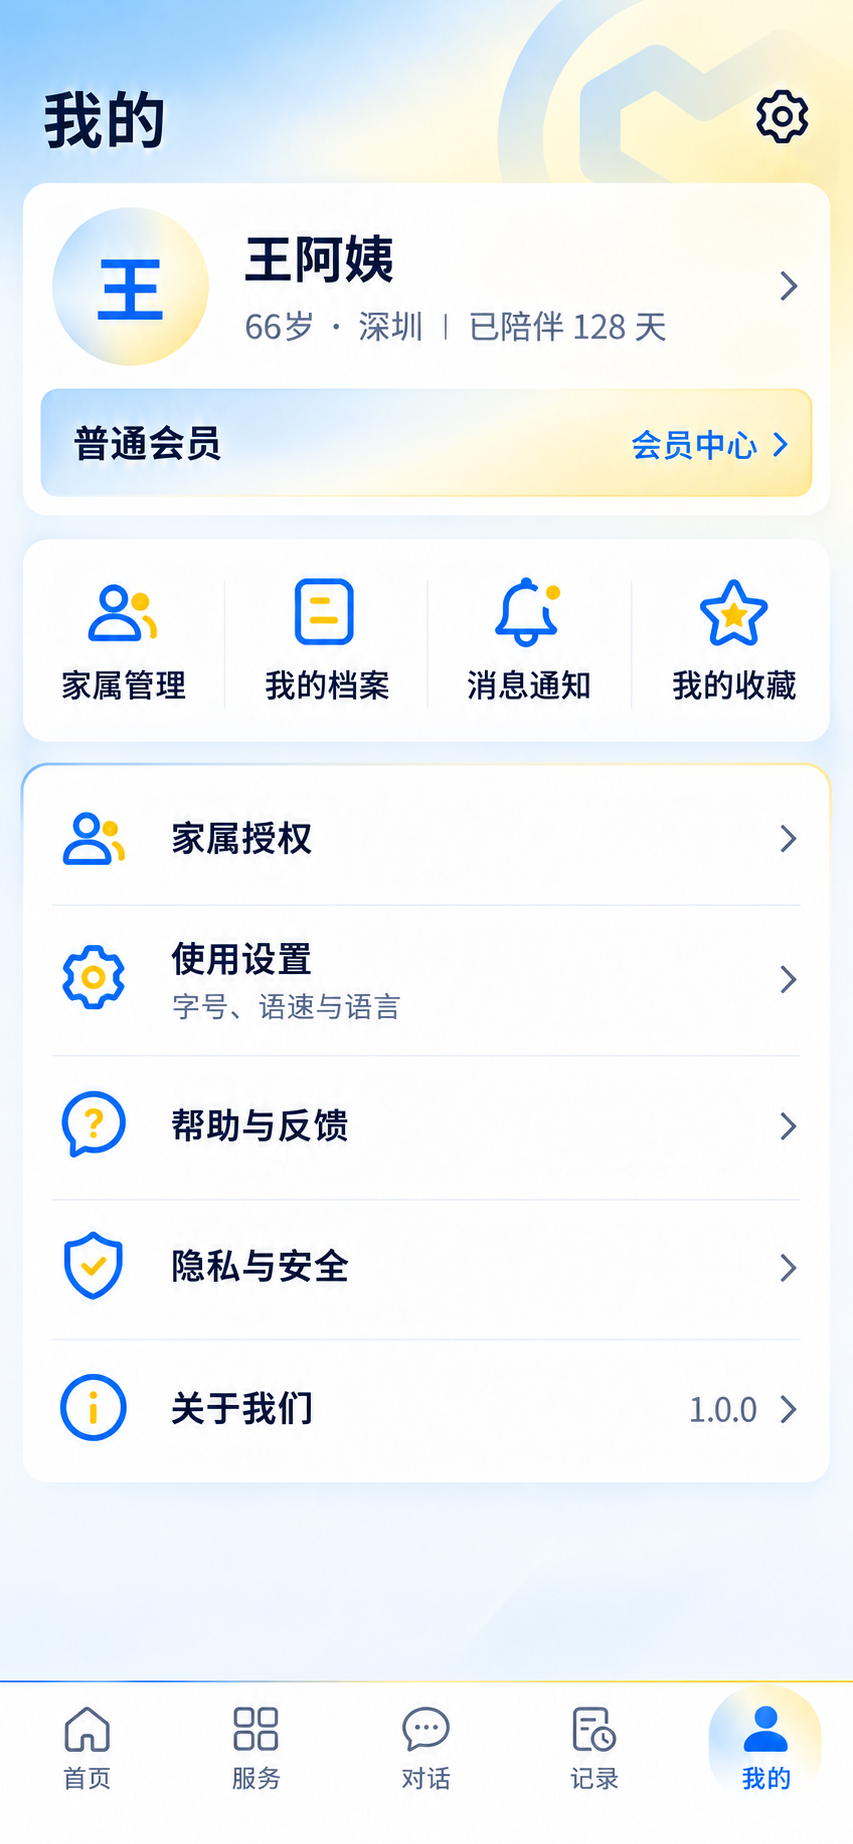 我的
王
王阿姨
66岁 · 深圳 | 已陪伴 128 天
普通会员
会员中心
家属管理
我的档案
消息通知
我的收藏
家属授权
使用设置
字号、语速与语言
帮助与反馈
隐私与安全
关于我们
1.0.0
首页
服务
对话
记录
我的